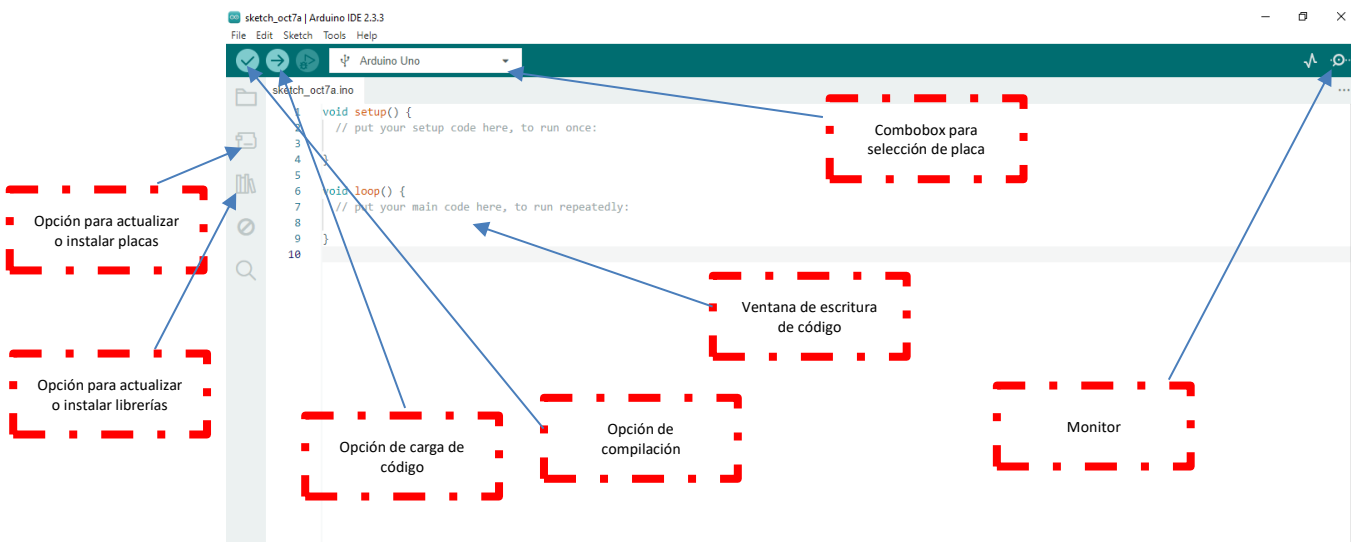 sketch_oct7a | Arduino IDE 2.3.3
File Edit Sketch Tools Help
Arduino Uno
sketch_oct7a.ino
1 void setup() {
2 // put your setup code here, to run once:
3
4 }
5
6 void loop() {
7 // put your main code here, to run repeatedly:
8
9 }
10
Combobox para
selección de placa
Opción para actualizar
o instalar placas
Ventana de escritura
de código
Opción para actualizar
o instalar librerías
Opción de carga de
código
Opción de
compilación
Monitor